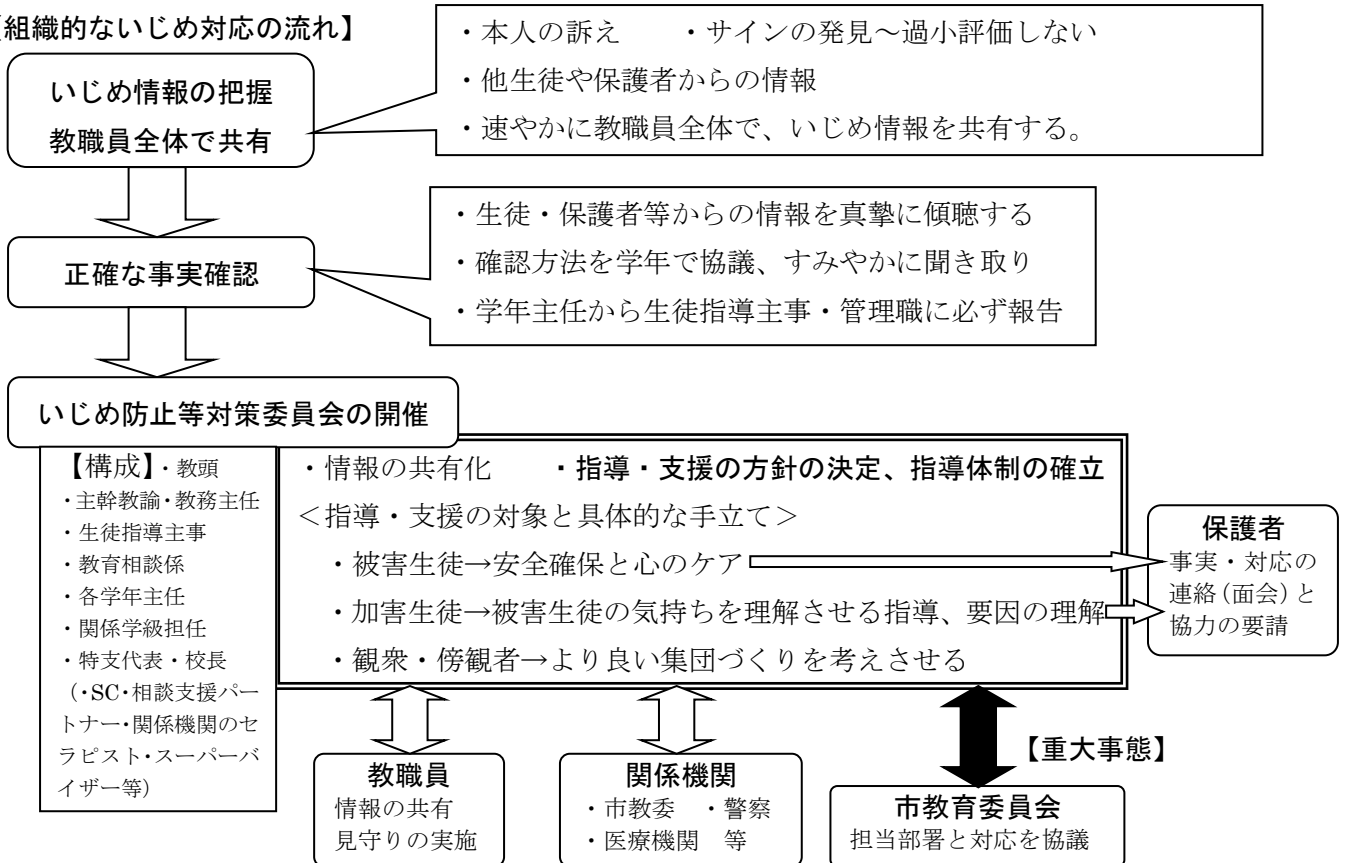 【組織的ないじめ対応の流れ】
いじめ情報の把握
教職員全体で共有
・本人の訴え　　・サインの発見～過小評価しない
・他生徒や保護者からの情報
・速やかに教職員全体で、いじめ情報を共有する。
正確な事実確認
・生徒・保護者等からの情報を真摯に傾聴する
・確認方法を学年で協議、すみやかに聞き取り
・学年主任から生徒指導主事・管理職に必ず報告
いじめ防止等対策委員会の開催
【構成】・教頭
・主幹教諭・教務主任
・生徒指導主事
・教育相談係
・各学年主任
・関係学級担任
・特支代表・校長
（・SC・相談支援パー
トナー・関係機関のセ
ラピスト・スーパーバ
イザー等）
・情報の共有化　　・指導・支援の方針の決定、指導体制の確立
＜指導・支援の対象と具体的な手立て＞
・被害生徒→安全確保と心のケア
・加害生徒→被害生徒の気持ちを理解させる指導、要因の理解
・観衆・傍観者→より良い集団づくりを考えさせる
保護者
事実・対応の
連絡（面会）と
協力の要請
教職員
情報の共有
見守りの実施
関係機関
・市教委　・警察
・医療機関　等
【重大事態】
市教育委員会
担当部署と対応を協議